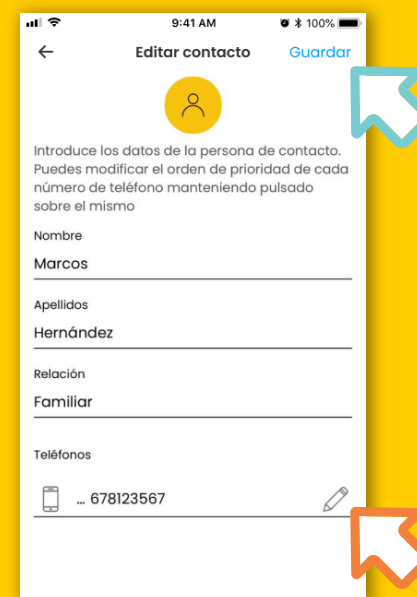 9:41 AM
100%
Editar contacto
Guardar
Introduce los datos de la persona de contacto.
Puedes modificar el orden de prioridad de cada
número de teléfono manteniendo pulsado
sobre el mismo
Nombre
Marcos
Apellidos
Hernández
Relación
Familiar
Teléfonos
... 678123567